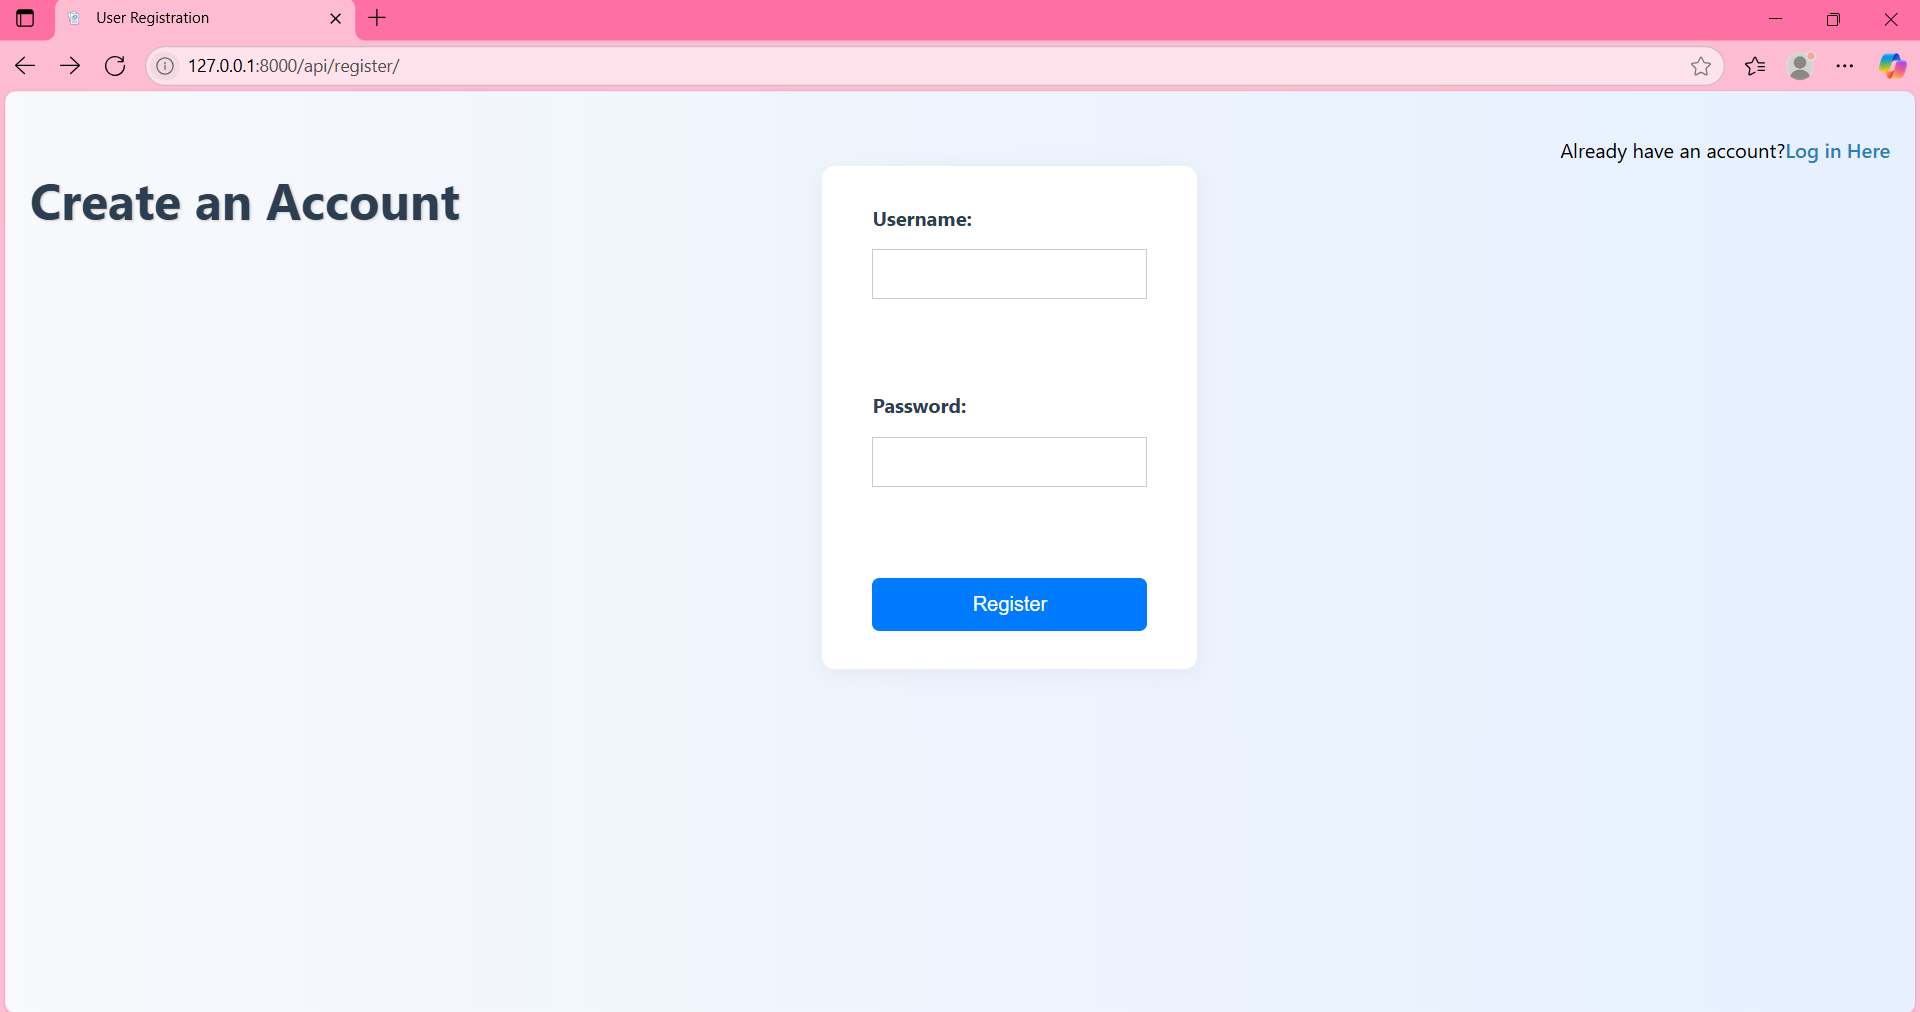 User Registration
127.0.0.1:8000/api/register/
Already have an account?Log in Here
Create an Account
Username:
Password:
Register